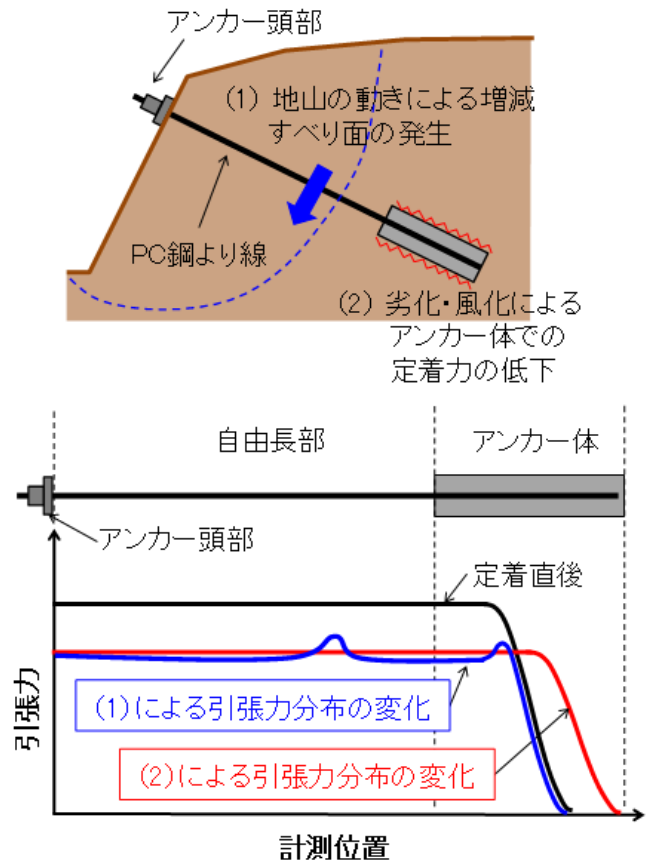 アンカー頭部
(1) 地山の動きによる増減
すべり面の発生
PC鋼より線
(2) 劣化・風化による
アンカー体での
定着力の低下
自由長部
アンカー体
アンカー頭部
定着直後
(1)による引張力分布の変化
(2)による引張力分布の変化
引張力
計測位置